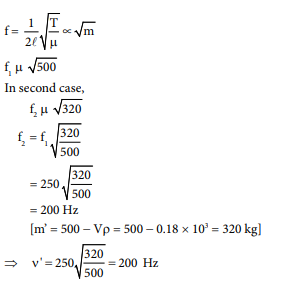 f = 1/2ℓ √T/μ ∝ √m
f₁ μ √500
In second case,
f₂ μ √320
f₂ = f₁ √320/500
= 250 √320/500
= 200 Hz
[m' = 500 – Vρ = 500 – 0.18 × 10³ = 320 kg]
⇒ ν' = 250 √320/500 = 200 Hz